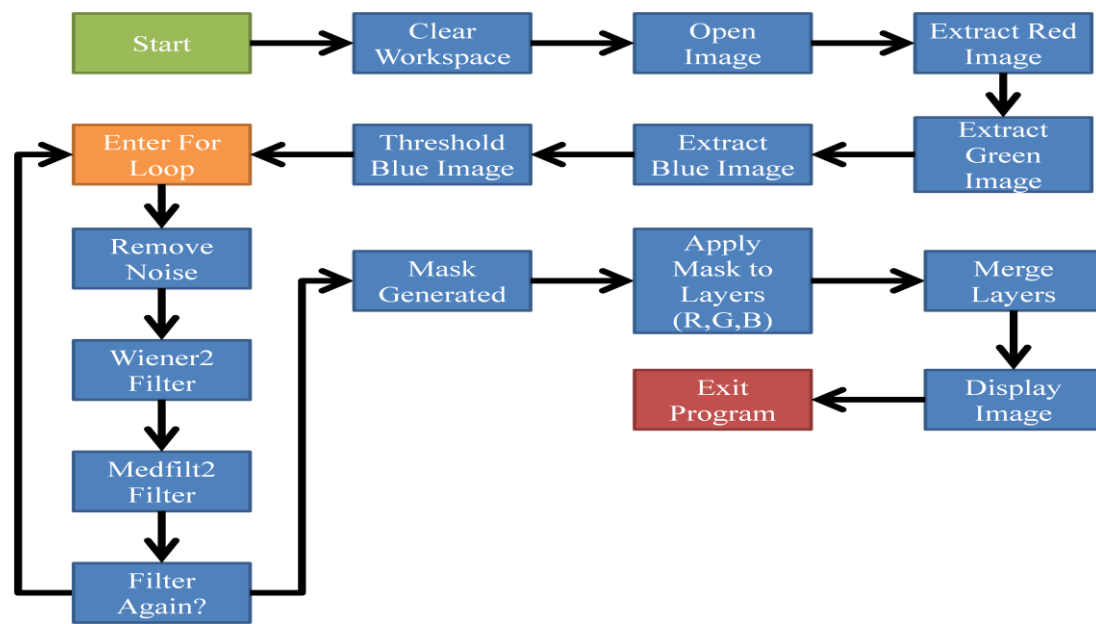 Start
Clear
Workspace
Open
Image
Extract Red
Image
Extract
Green
Image
Extract
Blue Image
Threshold
Blue Image
Enter For
Loop
Remove
Noise
Wiener2
Filter
Medfilt2
Filter
Filter
Again?
Mask
Generated
Apply
Mask to
Layers
(R,G,B)
Merge
Layers
Display
Image
Exit
Program